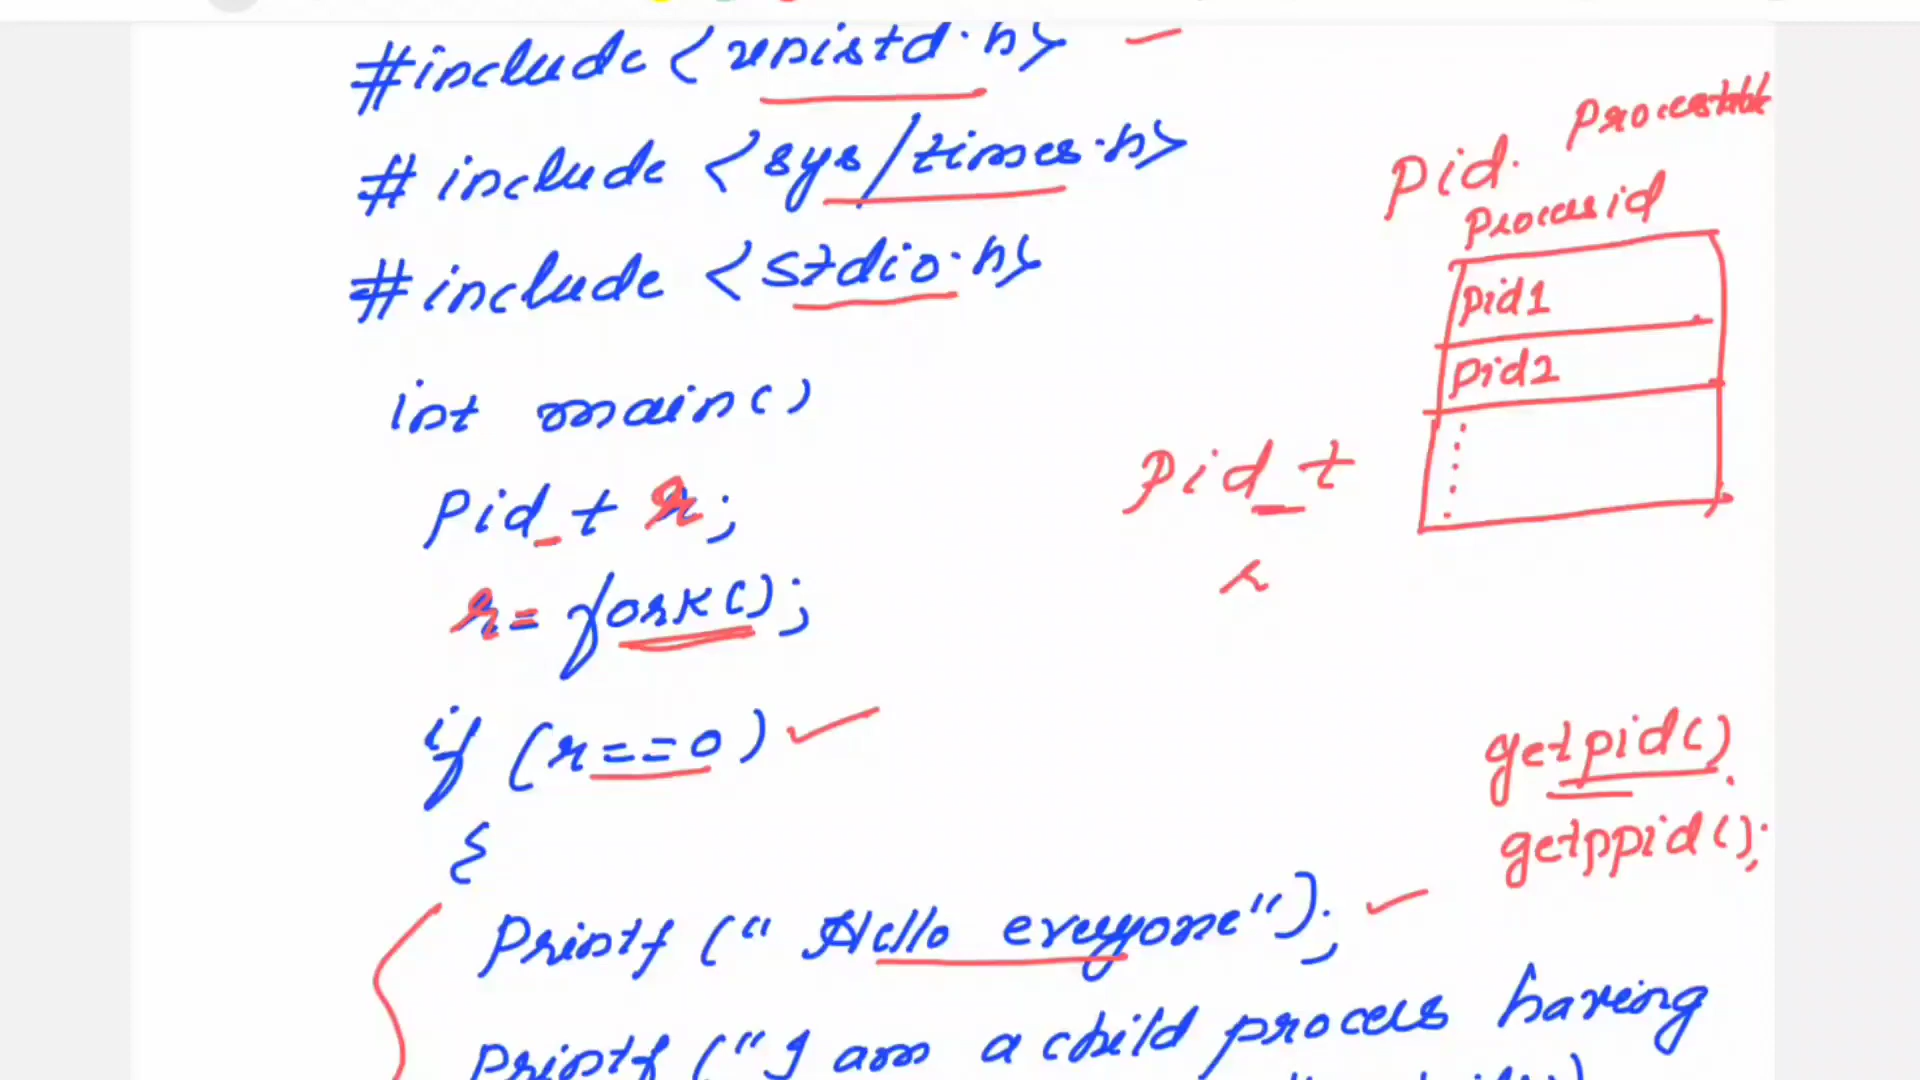 #include <unistd.h>
# include <sys/times.h>
#include <stdio.h>
int main()
Pid_t r;
r= fork();
if (r==0)
{
Printf (" Hello everyone");
Printf ("I am a child process having
pid.
Process id
pid1
pid2
Pid_t
r
getpid()
getppid();